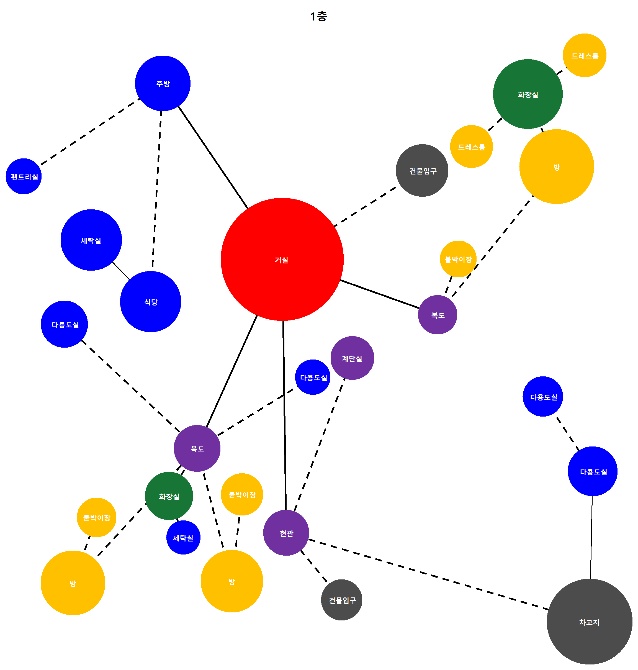 1층
드레스룸
주방
화장실
드레스룸
방
건물입구
팬트리실
세탁실
거실
붙박이장
식당
복도
다용도실
계단실
다용도실
다용도실
복도
다용도실
화장실
붙박이장
붙박이장
현관
세탁실
방
방
건물입구
차고지